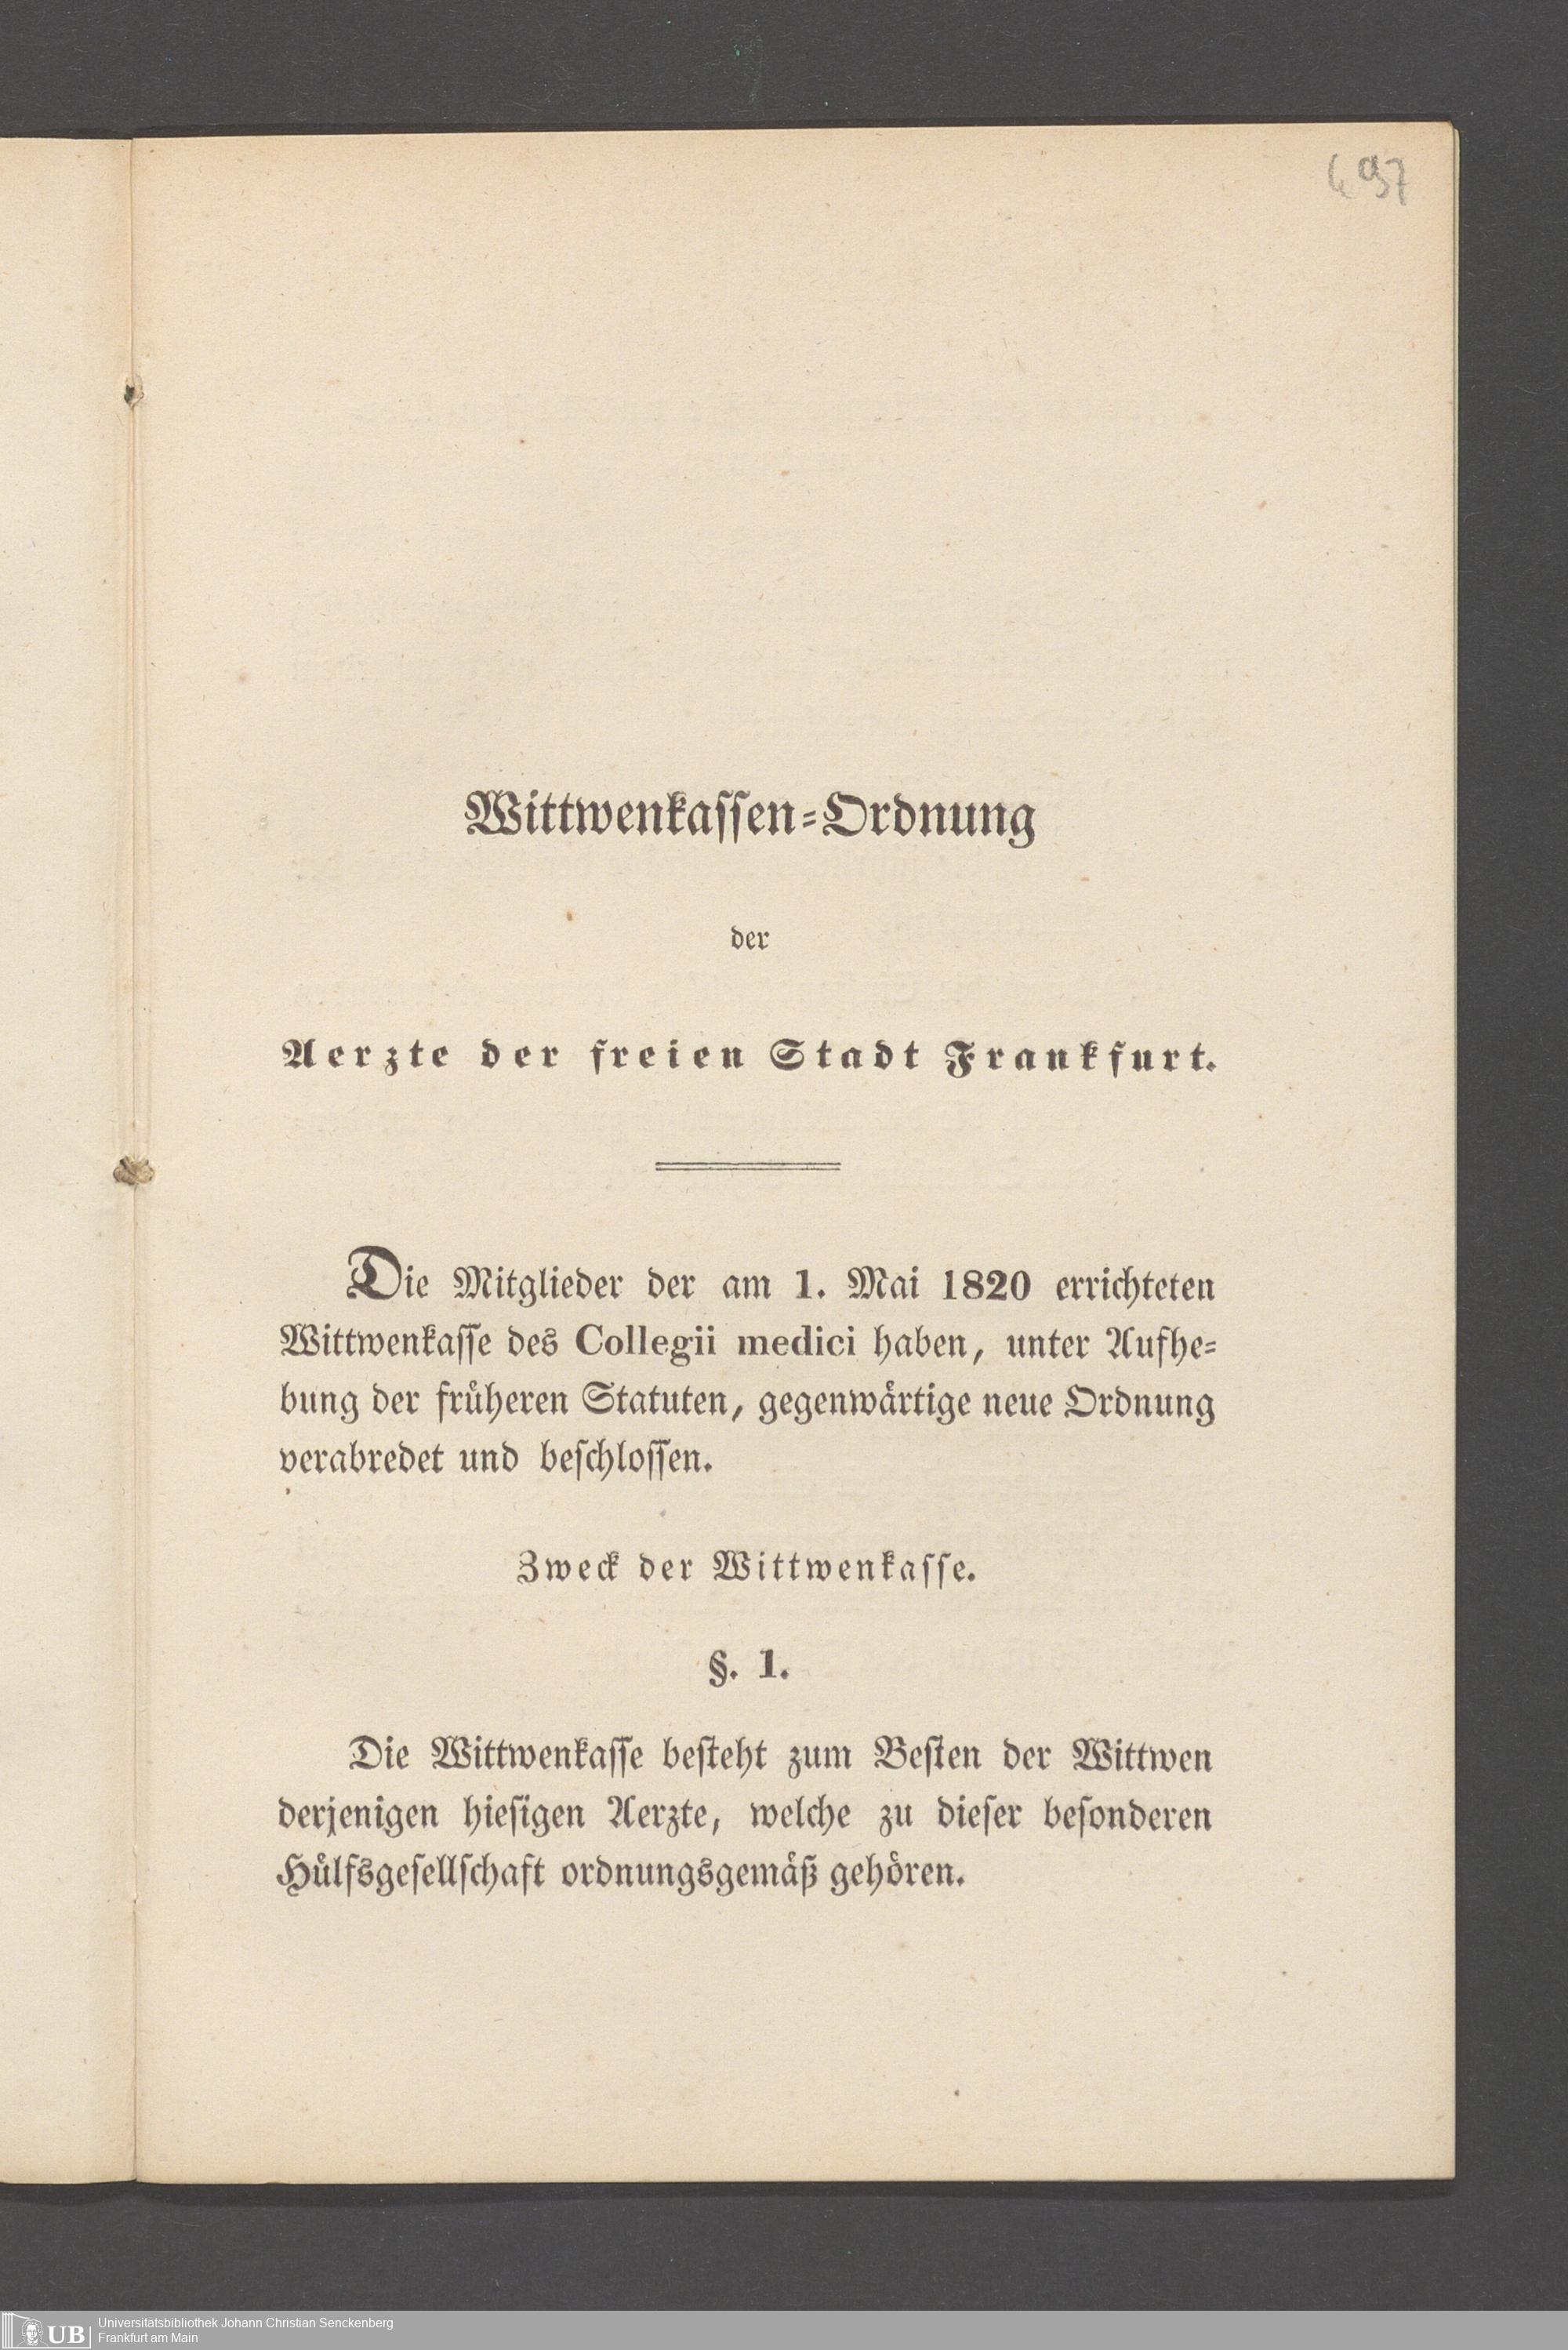 497
Wittwenkassen-Ordnung
der
Aerzte der freien Stadt Frankfurt.
Die Mitglieder der am 1. Mai 1820 errichteten
Wittwenkasse des Collegii medici haben, unter Aufhe-
bung der früheren Statuten, gegenwärtige neue Ordnung
verabredet und beschlossen.
Zweck der Wittwenkasse.
§. 1.
Die Wittwenkasse besteht zum Besten der Wittwen
derjenigen hiesigen Aerzte, welche zu dieser besonderen
Hülfsgesellschaft ordnungsgemäß gehören.
UB
Universitätsbibliothek Johann Christian Senckenberg
Frankfurt am Main